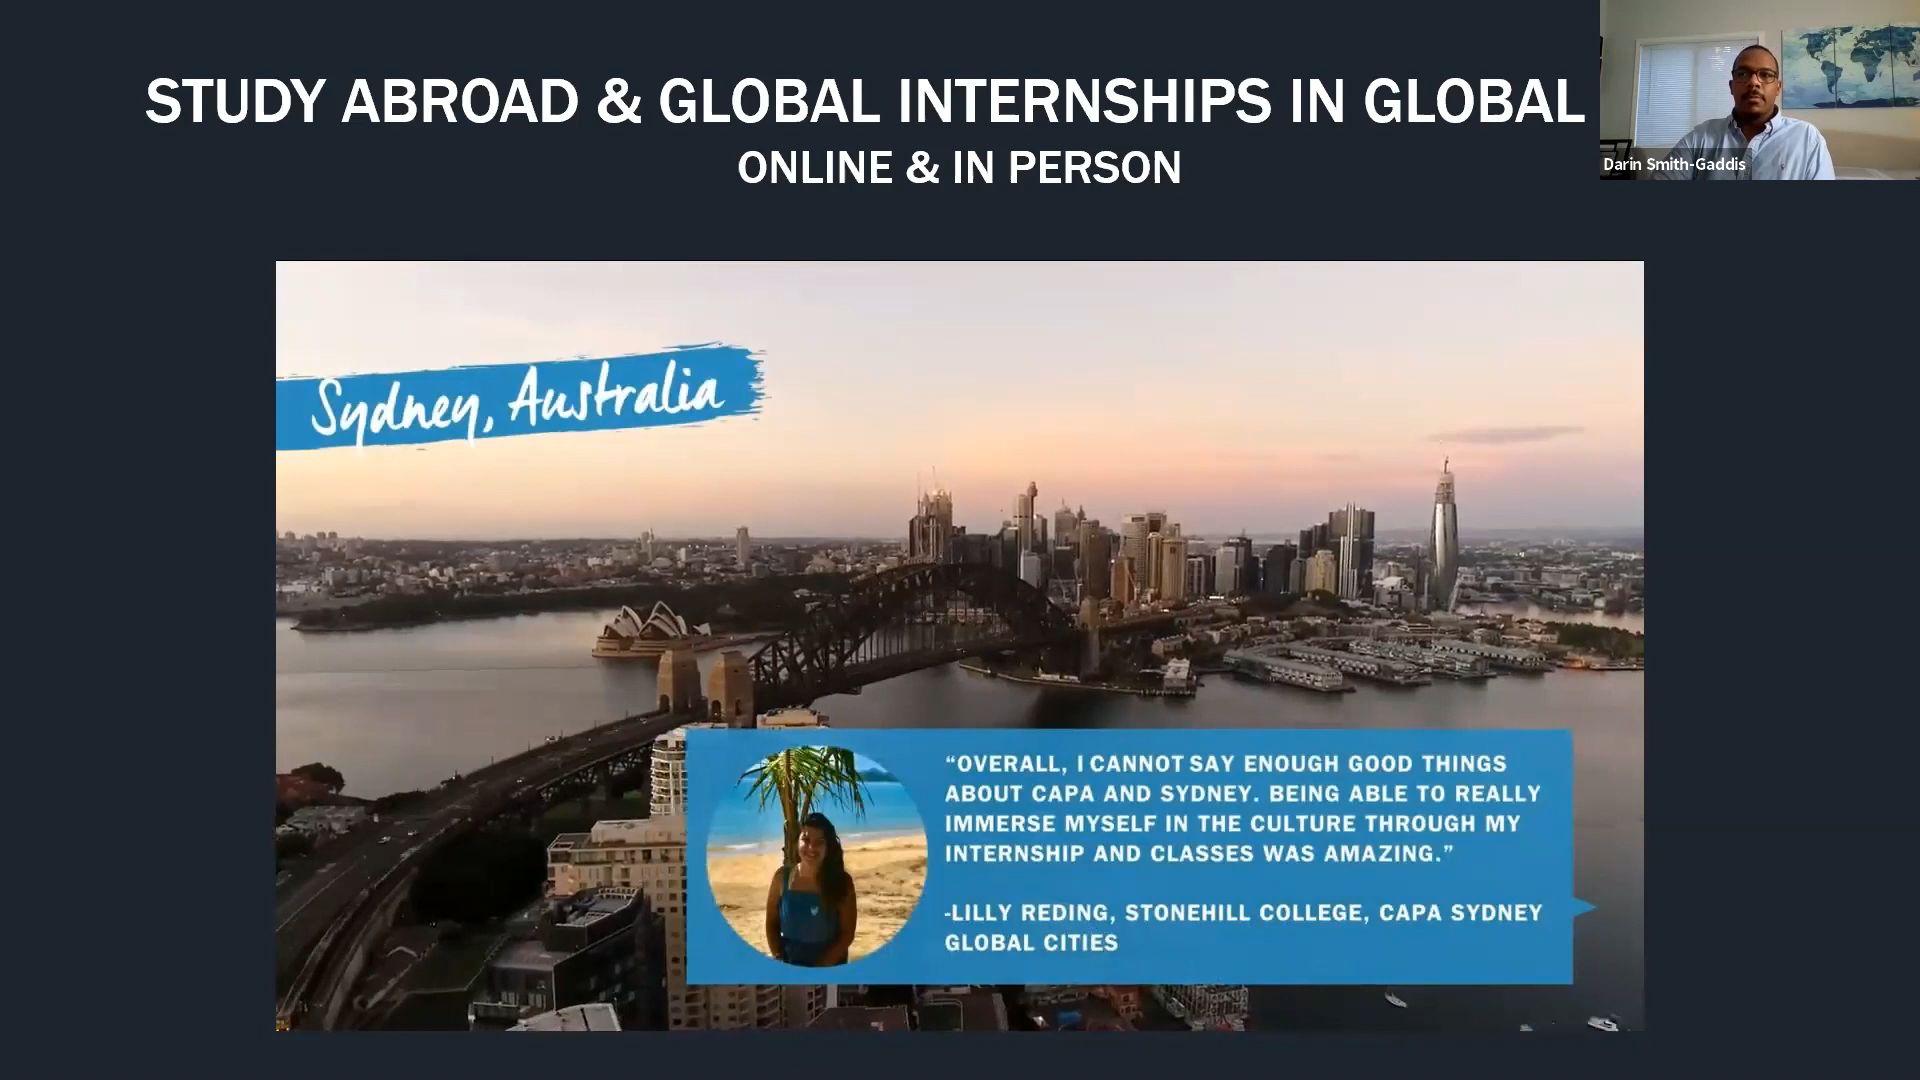 STUDY ABROAD & GLOBAL INTERNSHIPS IN GLOBAL
ONLINE & IN PERSON
Darin Smith-Gaddis
Sydney, Australia
“OVERALL, I CANNOT SAY ENOUGH GOOD THINGS
ABOUT CAPA AND SYDNEY. BEING ABLE TO REALLY
IMMERSE MYSELF IN THE CULTURE THROUGH MY
INTERNSHIP AND CLASSES WAS AMAZING.”
-LILLY REDING, STONEHILL COLLEGE, CAPA SYDNEY
GLOBAL CITIES